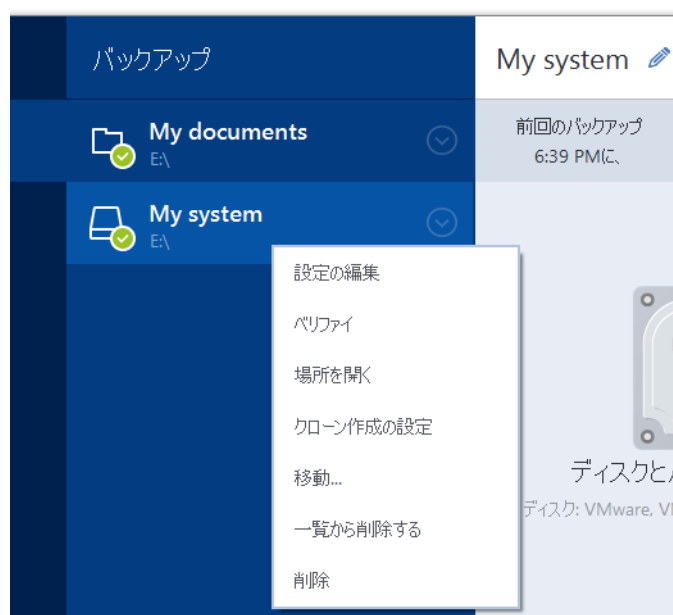 バックアップ
My documents
E:\
My system
E:\
設定の編集
ベリファイ
場所を開く
クローン作成の設定
移動...
一覧から削除する
削除
My system
前回のバックアップ
6:39 PMに、
ディスクと
ディスク: VMware,